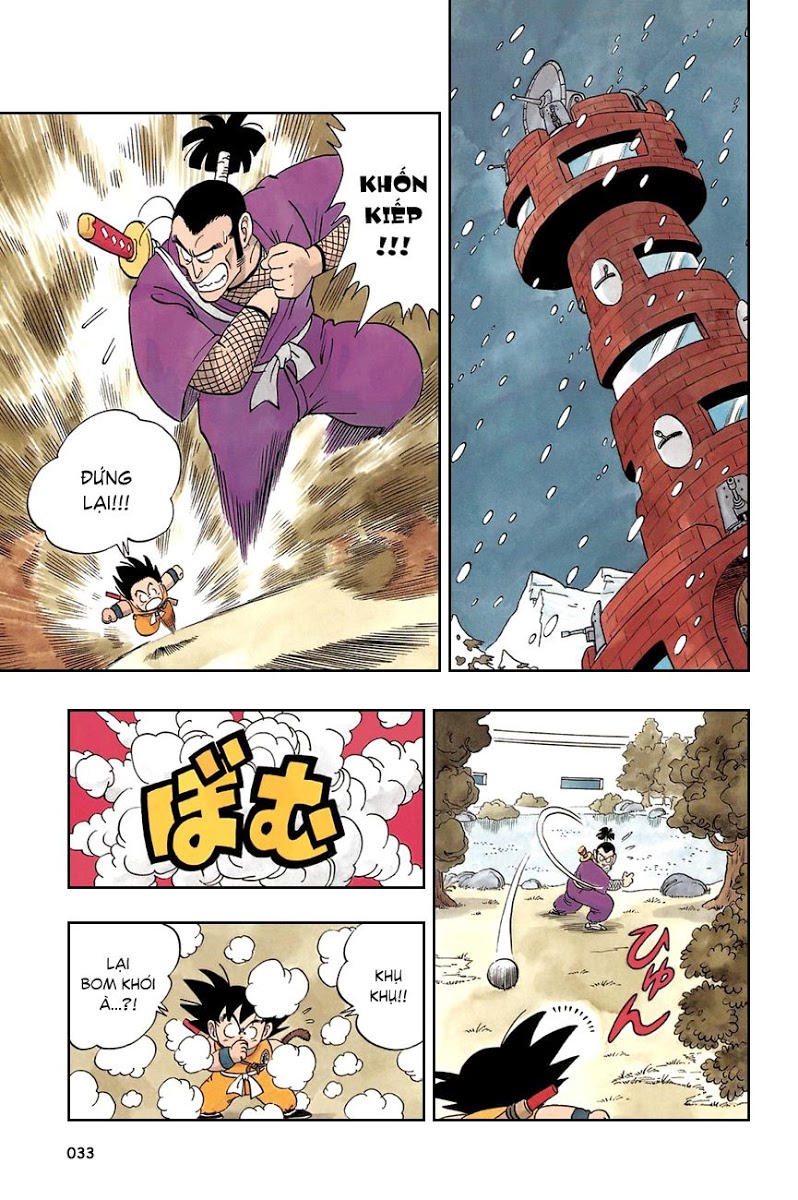 KHỐN
KIẾP
!!!
ĐỨNG
LẠI!!!
ひゅん
ぼむ
KHỤ
KHỤ!!
LẠI
BOM KHÓI
À...?!
033